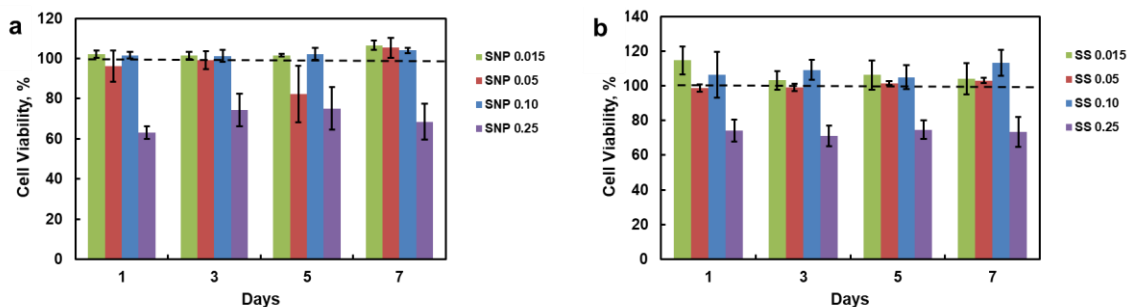 a
Cell Viability, %
120
100
80
60
40
20
0
1 3 5 7
Days
SNP 0.015
SNP 0.05
SNP 0.10
SNP 0.25
b
Cell Viability, %
140
120
100
80
60
40
20
0
1 3 5 7
Days
SS 0.015
SS 0.05
SS 0.10
SS 0.25